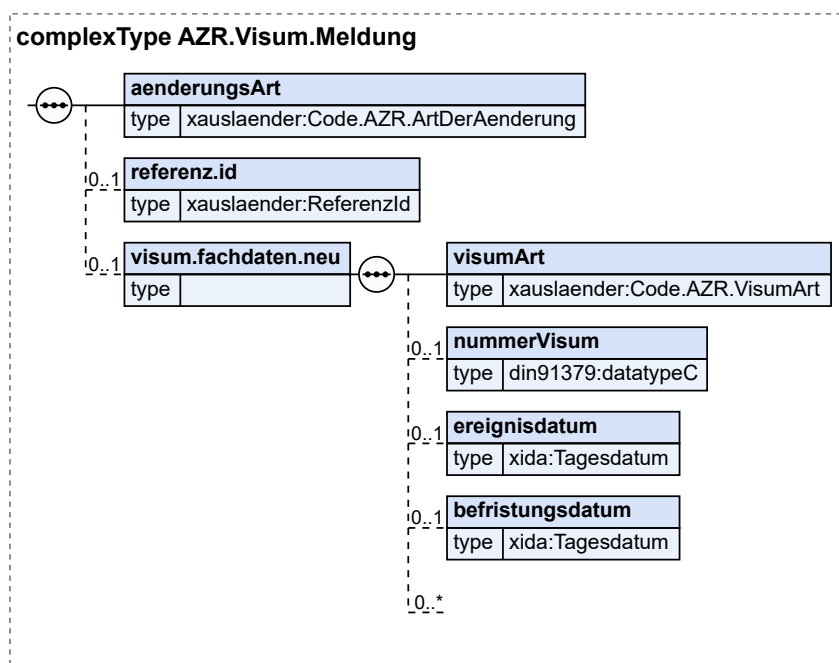 complexType AZR.Visum.Meldung
aenderungsArt
type xauslaender:Code.AZR.ArtDerAenderung
0..1
referenz.id
type xauslaender:ReferenzId
0..1
visum.fachdaten.neu
type
visumArt
type xauslaender:Code.AZR.VisumArt
0..1
nummerVisum
type din91379:datatypeC
0..1
ereignisdatum
type xida:Tagesdatum
0..1
befristungsdatum
type xida:Tagesdatum
0..*